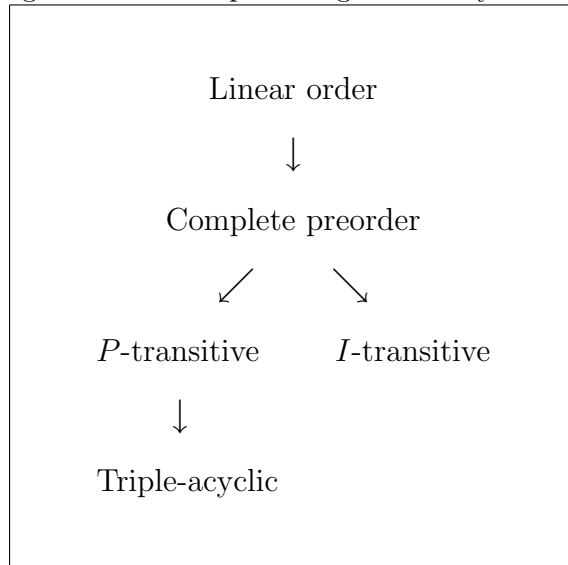 Linear order
↓
Complete preorder
↙ ↘
P-transitive I-transitive
↓
Triple-acyclic